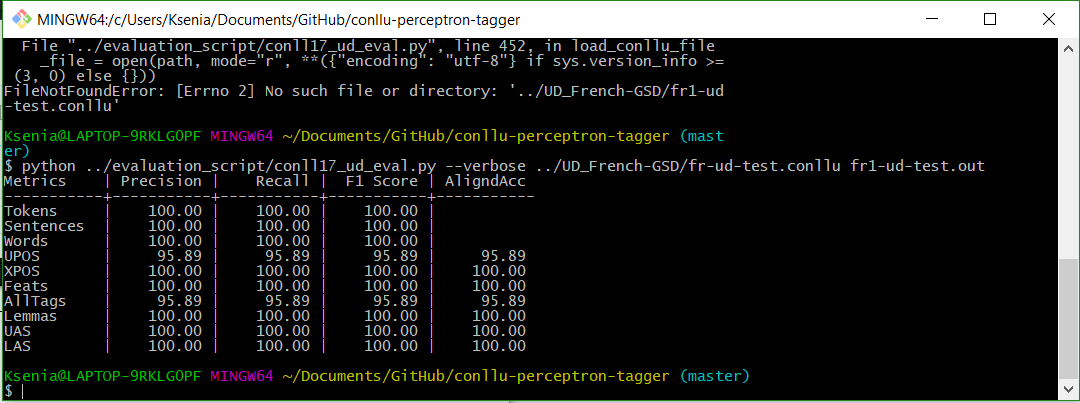 MINGW64:/c/Users/Ksenia/Documents/GitHub/conllu-perceptron-tagger
  File "../evaluation_script/conll17_ud_eval.py", line 452, in load_conllu_file
    _file = open(path, mode="r", **({"encoding": "utf-8"} if sys.version_info >=
 (3, 0) else {}))
FileNotFoundError: [Errno 2] No such file or directory: '../UD_French-GSD/fr1-ud
-test.conllu'
Ksenia@LAPTOP-9RKLG0PF MINGW64 ~/Documents/GitHub/conllu-perceptron-tagger (mast
er)
$ python ../evaluation_script/conll17_ud_eval.py --verbose ../UD_French-GSD/fr-ud-test.conllu fr1-ud-test.out
Metrics    | Precision |    Recall |  F1 Score | AligndAcc
-----------+-----------+-----------+-----------+-----------
Tokens     |    100.00 |    100.00 |    100.00 |
Sentences  |    100.00 |    100.00 |    100.00 |
Words      |    100.00 |    100.00 |    100.00 |
UPOS       |     95.89 |     95.89 |     95.89 |     95.89
XPOS       |    100.00 |    100.00 |    100.00 |    100.00
Feats      |    100.00 |    100.00 |    100.00 |    100.00
AllTags    |     95.89 |     95.89 |     95.89 |     95.89
Lemmas     |    100.00 |    100.00 |    100.00 |    100.00
UAS        |    100.00 |    100.00 |    100.00 |    100.00
LAS        |    100.00 |    100.00 |    100.00 |    100.00
Ksenia@LAPTOP-9RKLG0PF MINGW64 ~/Documents/GitHub/conllu-perceptron-tagger (master)
$